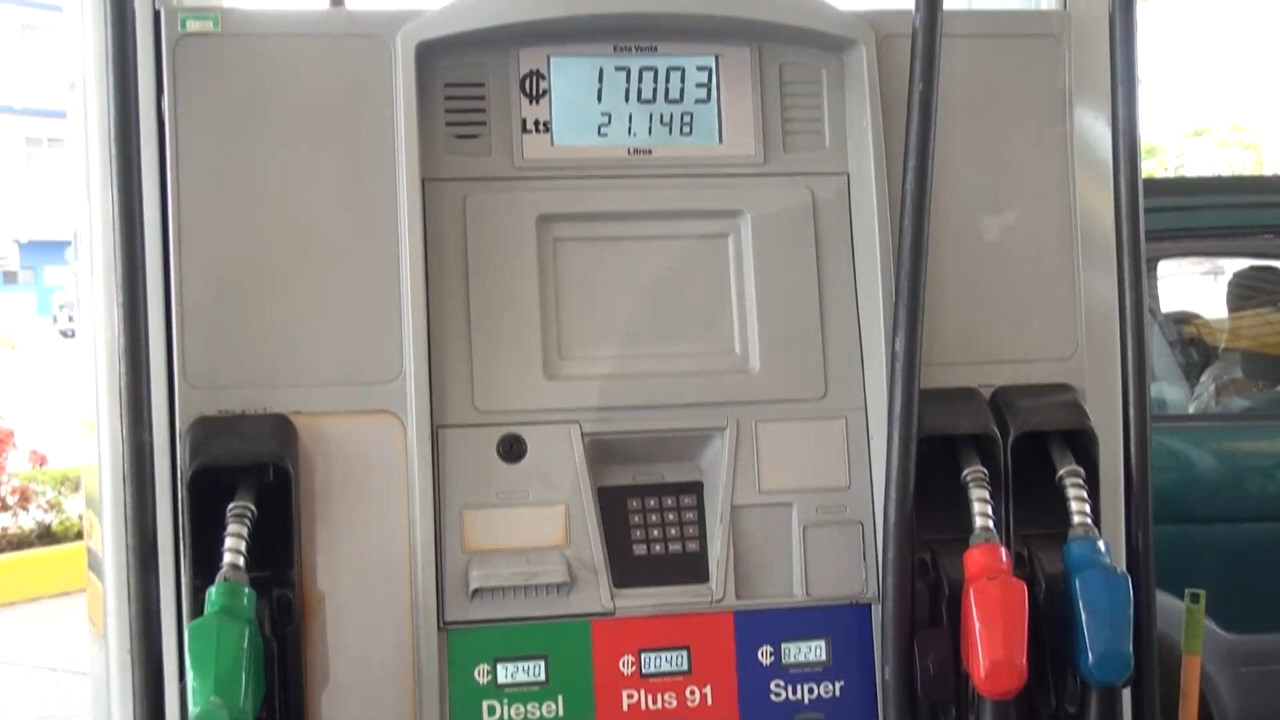 Esta Venta
₡ 17003
Lts 21.148
Litros
₡ 724.0
Diesel
₡ 804.0
Plus 91
₡ 822.0
Super